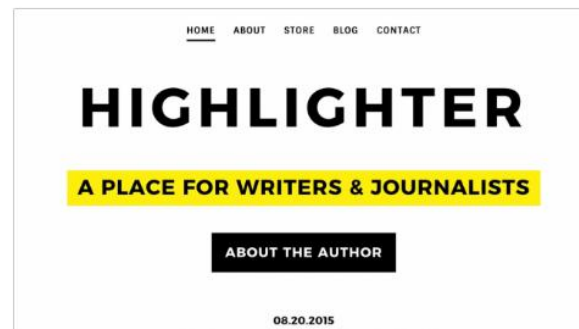 HOME ABOUT STORE BLOG CONTACT
HIGHLIGHTER
A PLACE FOR WRITERS & JOURNALISTS
ABOUT THE AUTHOR
08.20.2015